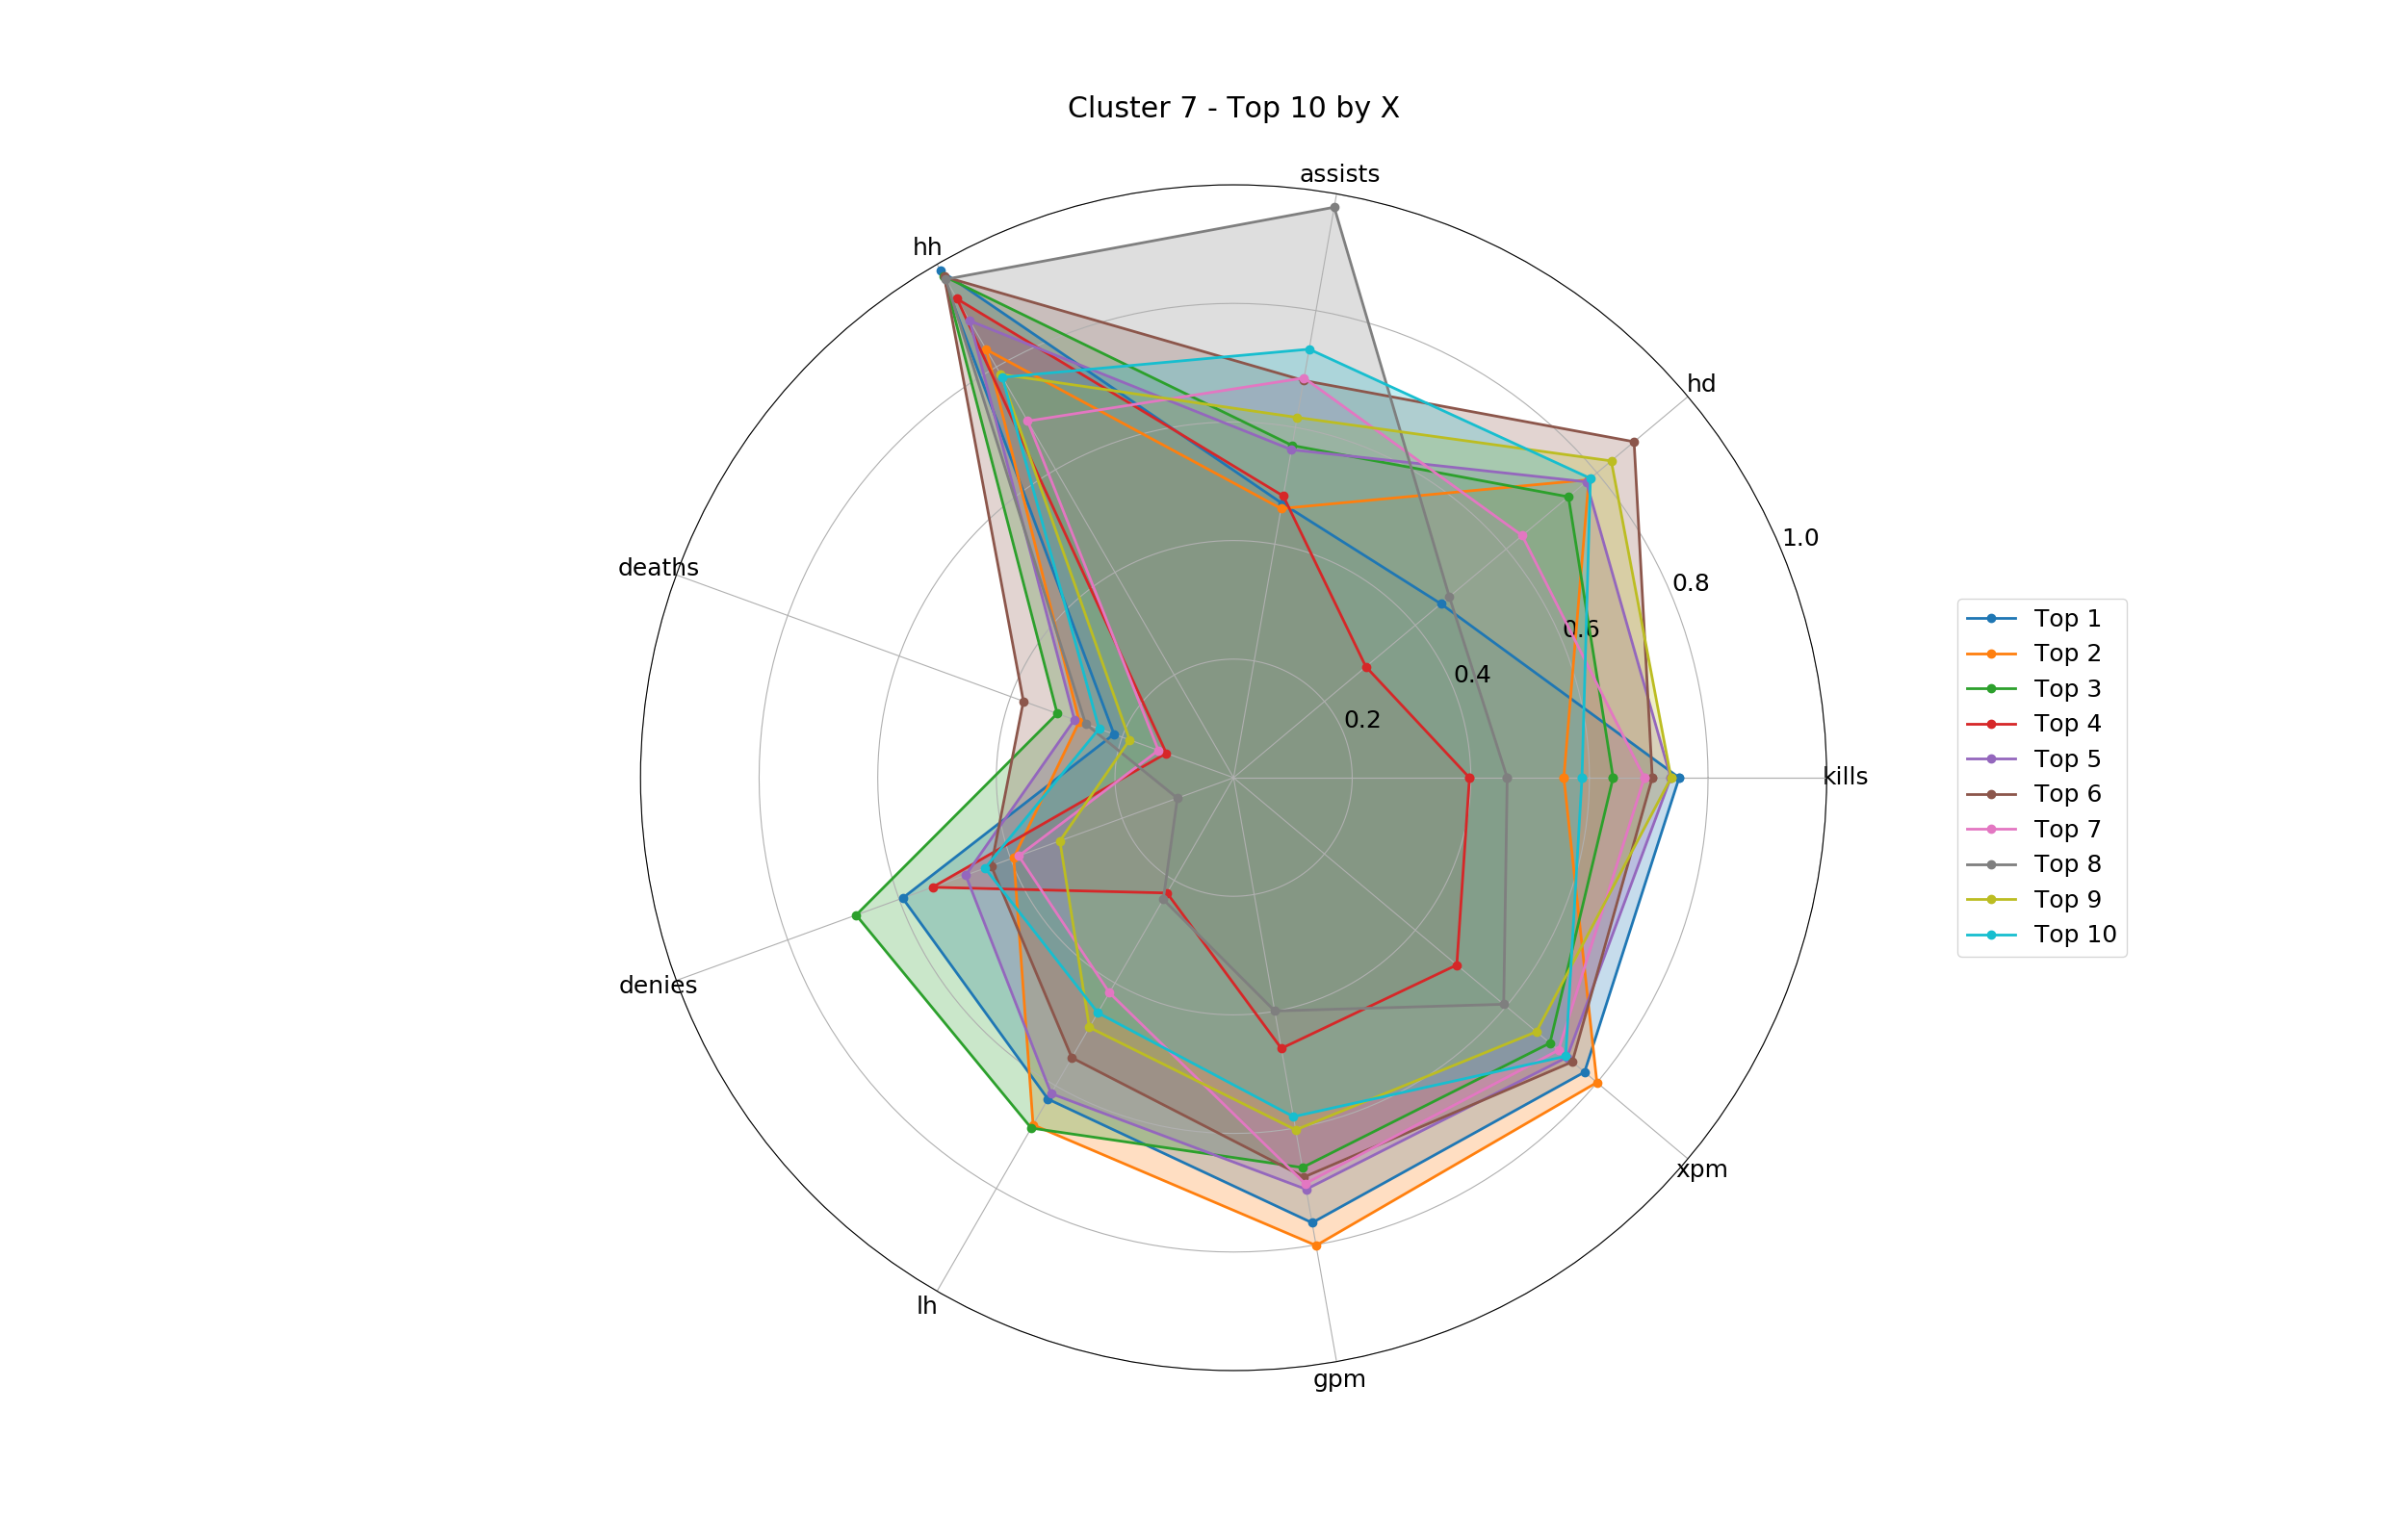 Cluster 7 - Top 10 by X
assists
hh
hd
1.0
deaths
0.8
0.6
0.4
0.2
kills
denies
xpm
lh
gpm
Top 1
Top 2
Top 3
Top 4
Top 5
Top 6
Top 7
Top 8
Top 9
Top 10